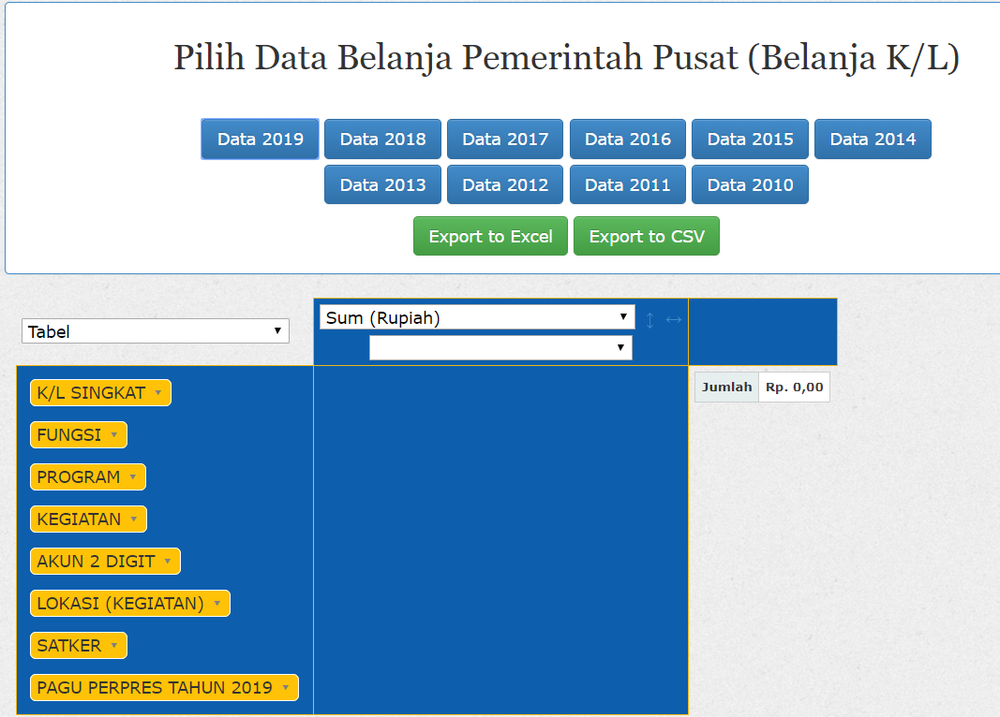 Pilih Data Belanja Pemerintah Pusat (Belanja K/L)
Data 2019 Data 2018 Data 2017 Data 2016 Data 2015 Data 2014
Data 2013 Data 2012 Data 2011 Data 2010
Export to Excel Export to CSV
Tabel
Sum (Rupiah)
↕ ↔
K/L SINGKAT
FUNGSI
PROGRAM
KEGIATAN
AKUN 2 DIGIT
LOKASI (KEGIATAN)
SATKER
PAGU PERPRES TAHUN 2019
Jumlah Rp. 0,00